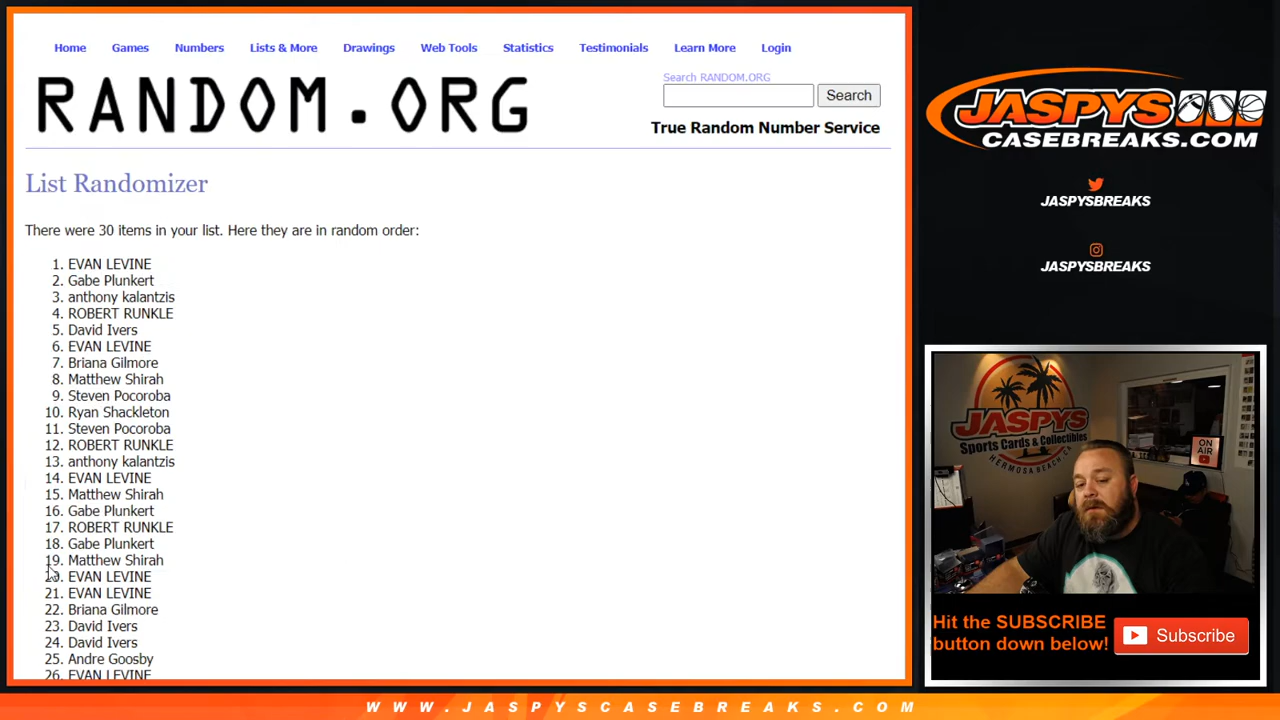 Home Games Numbers Lists & More Drawings Web Tools Statistics Testimonials Learn More Login
RANDOM.ORG
Search RANDOM.ORG
Search
True Random Number Service
List Randomizer
There were 30 items in your list. Here they are in random order:
1. EVAN LEVINE
2. Gabe Plunkert
3. anthony kalantzis
4. ROBERT RUNKLE
5. David Ivers
6. EVAN LEVINE
7. Briana Gilmore
8. Matthew Shirah
9. Steven Pocoroba
10. Ryan Shackleton
11. Steven Pocoroba
12. ROBERT RUNKLE
13. anthony kalantzis
14. EVAN LEVINE
15. Matthew Shirah
16. Gabe Plunkert
17. ROBERT RUNKLE
18. Gabe Plunkert
19. Matthew Shirah
20. EVAN LEVINE
21. EVAN LEVINE
22. Briana Gilmore
23. David Ivers
24. David Ivers
25. Andre Goosby
26. EVAN LEVINE
JASPYS
CASEBREAKS.COM
JASPYSBREAKS
JASPYSBREAKS
JASPYS
Sports Cards & Collectibles
HERMOSA BEACH, CA
ON
AIR
Hit the SUBSCRIBE
button down below!
Subscribe
WWW.JASPYSCASEBREAKS.COM